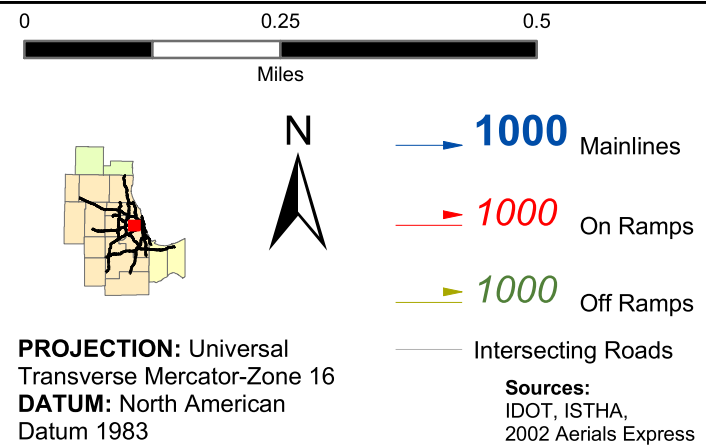 0 0.25 0.5
Miles
N
1000 Mainlines
1000 On Ramps
1000 Off Ramps
Intersecting Roads
PROJECTION: Universal
Transverse Mercator-Zone 16
DATUM: North American
Datum 1983
Sources:
IDOT, ISTHA,
2002 Aerials Express